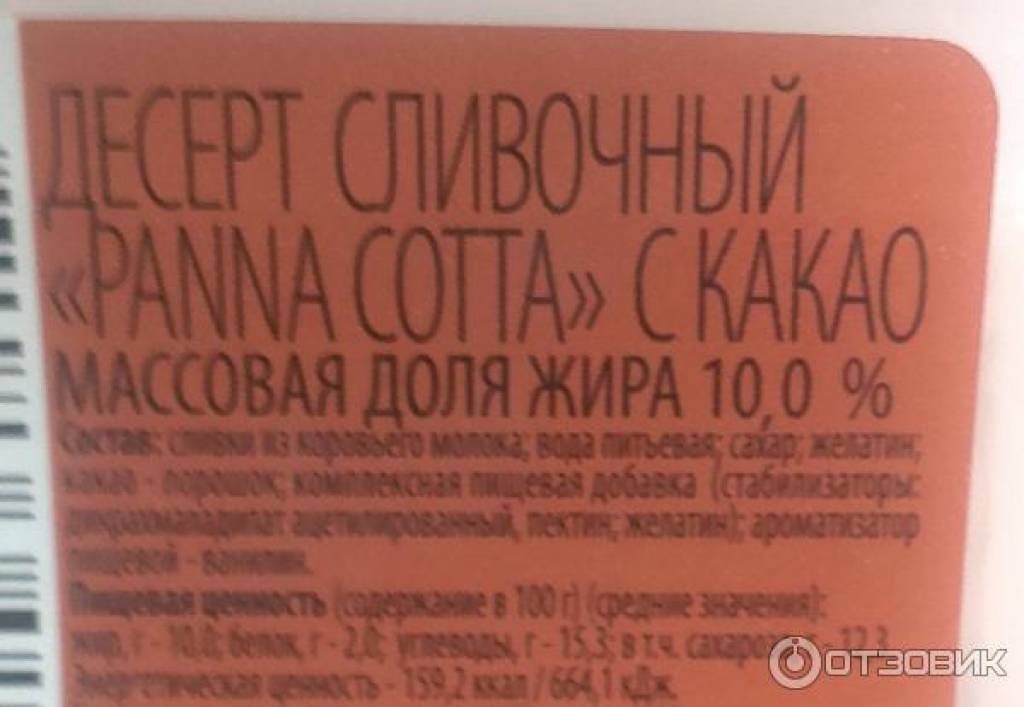 ДЕСЕРТ СЛИВОЧНЫЙ
«PANNA COTTA» С КАКАО
МАССОВАЯ ДОЛЯ ЖИРА 10,0 %
Состав: сливки из коровьего молока; вода питьевая; сахар; желатин;
какао - порошок; комплексная пищевая добавка (стабилизаторы:
дикрахмаладипат ацетилированный, пектин; желатин); ароматизатор
пищевой - ванилин.
Пищевая ценность (содержание в 100 г) (средние значения):
жир, г - 10,0; белок, г - 2,0; углеводы, г - 15,3; в т.ч. сахароза, г - 12,3
Энергетическая ценность - 159,2 ккал / 664,1 кДж.
ОТЗОВИК